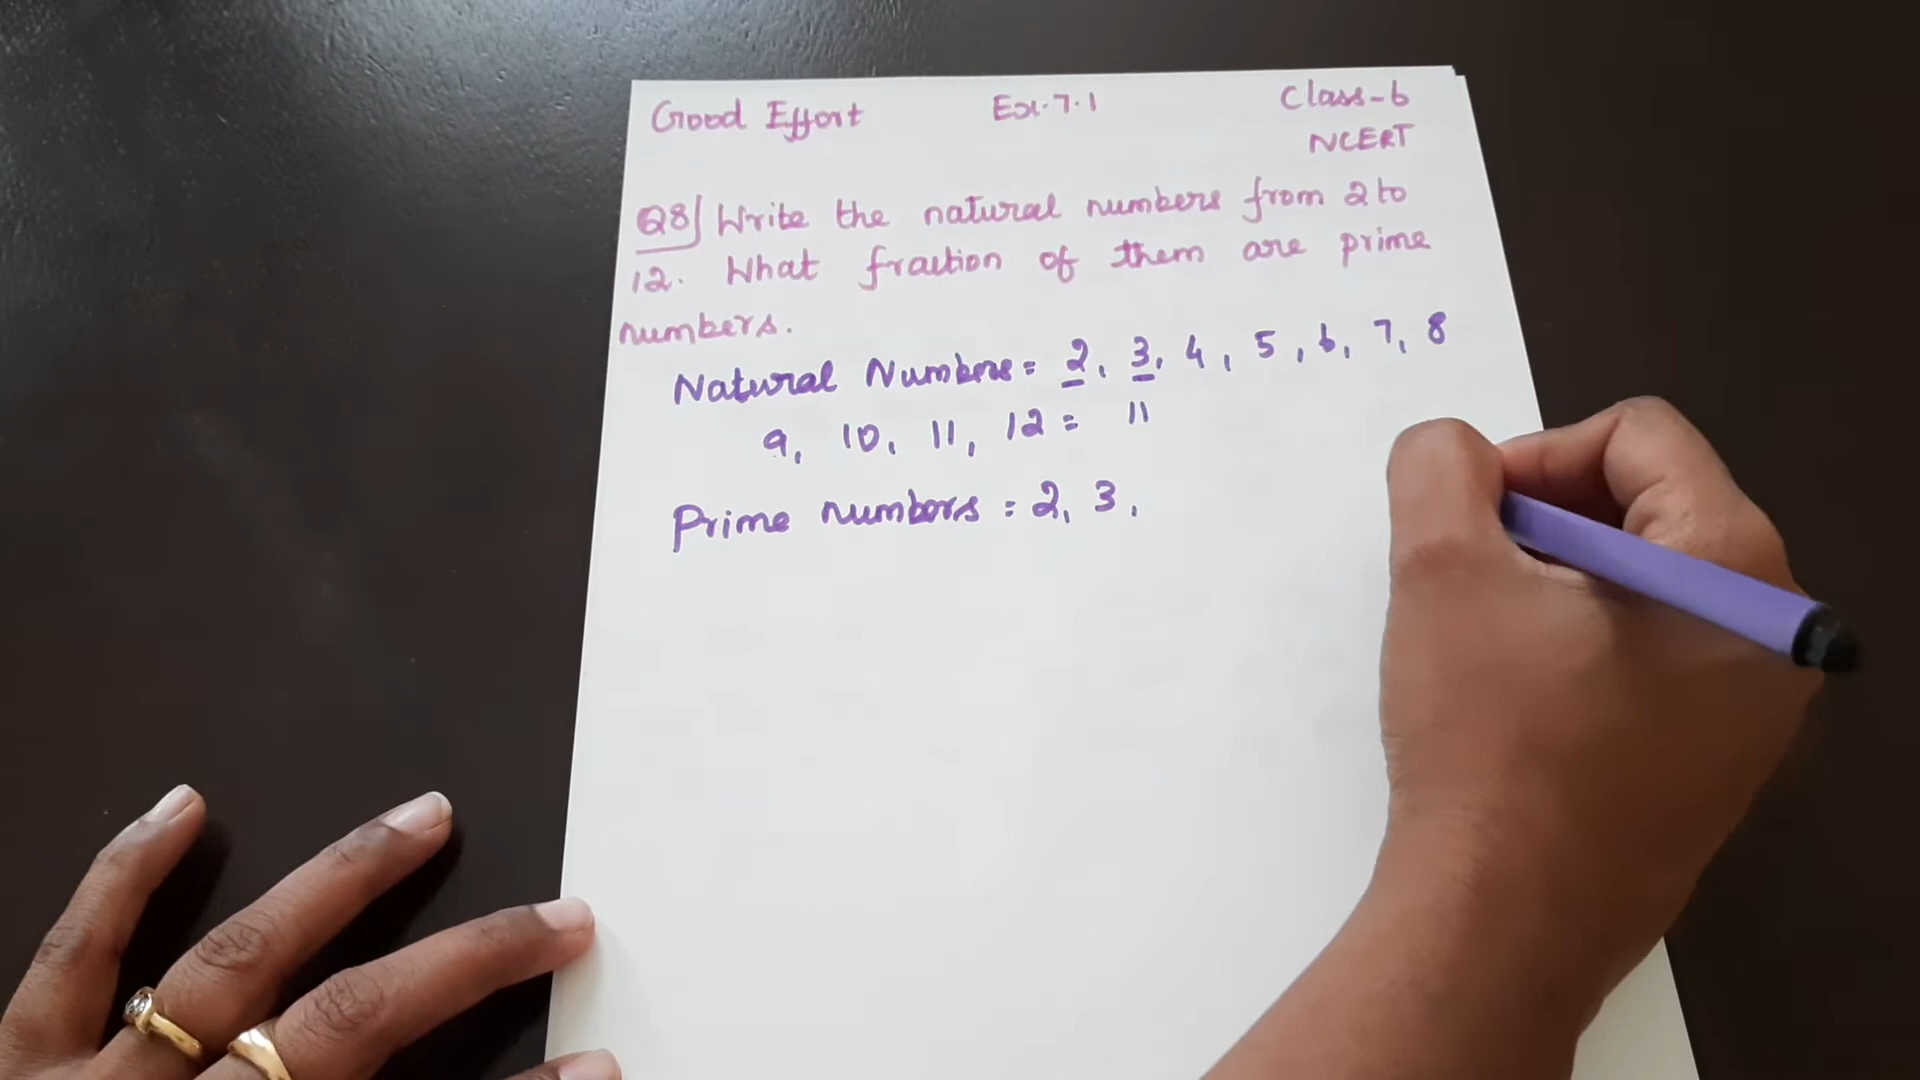 Good Effort Ex.7.1 Class-6
NCERT
Q8) Write the natural numbers from 2 to
12. What fraction of them are prime
numbers.
Natural Numbers = 2, 3, 4, 5, 6, 7, 8
9, 10, 11, 12 = 11
Prime numbers = 2, 3,